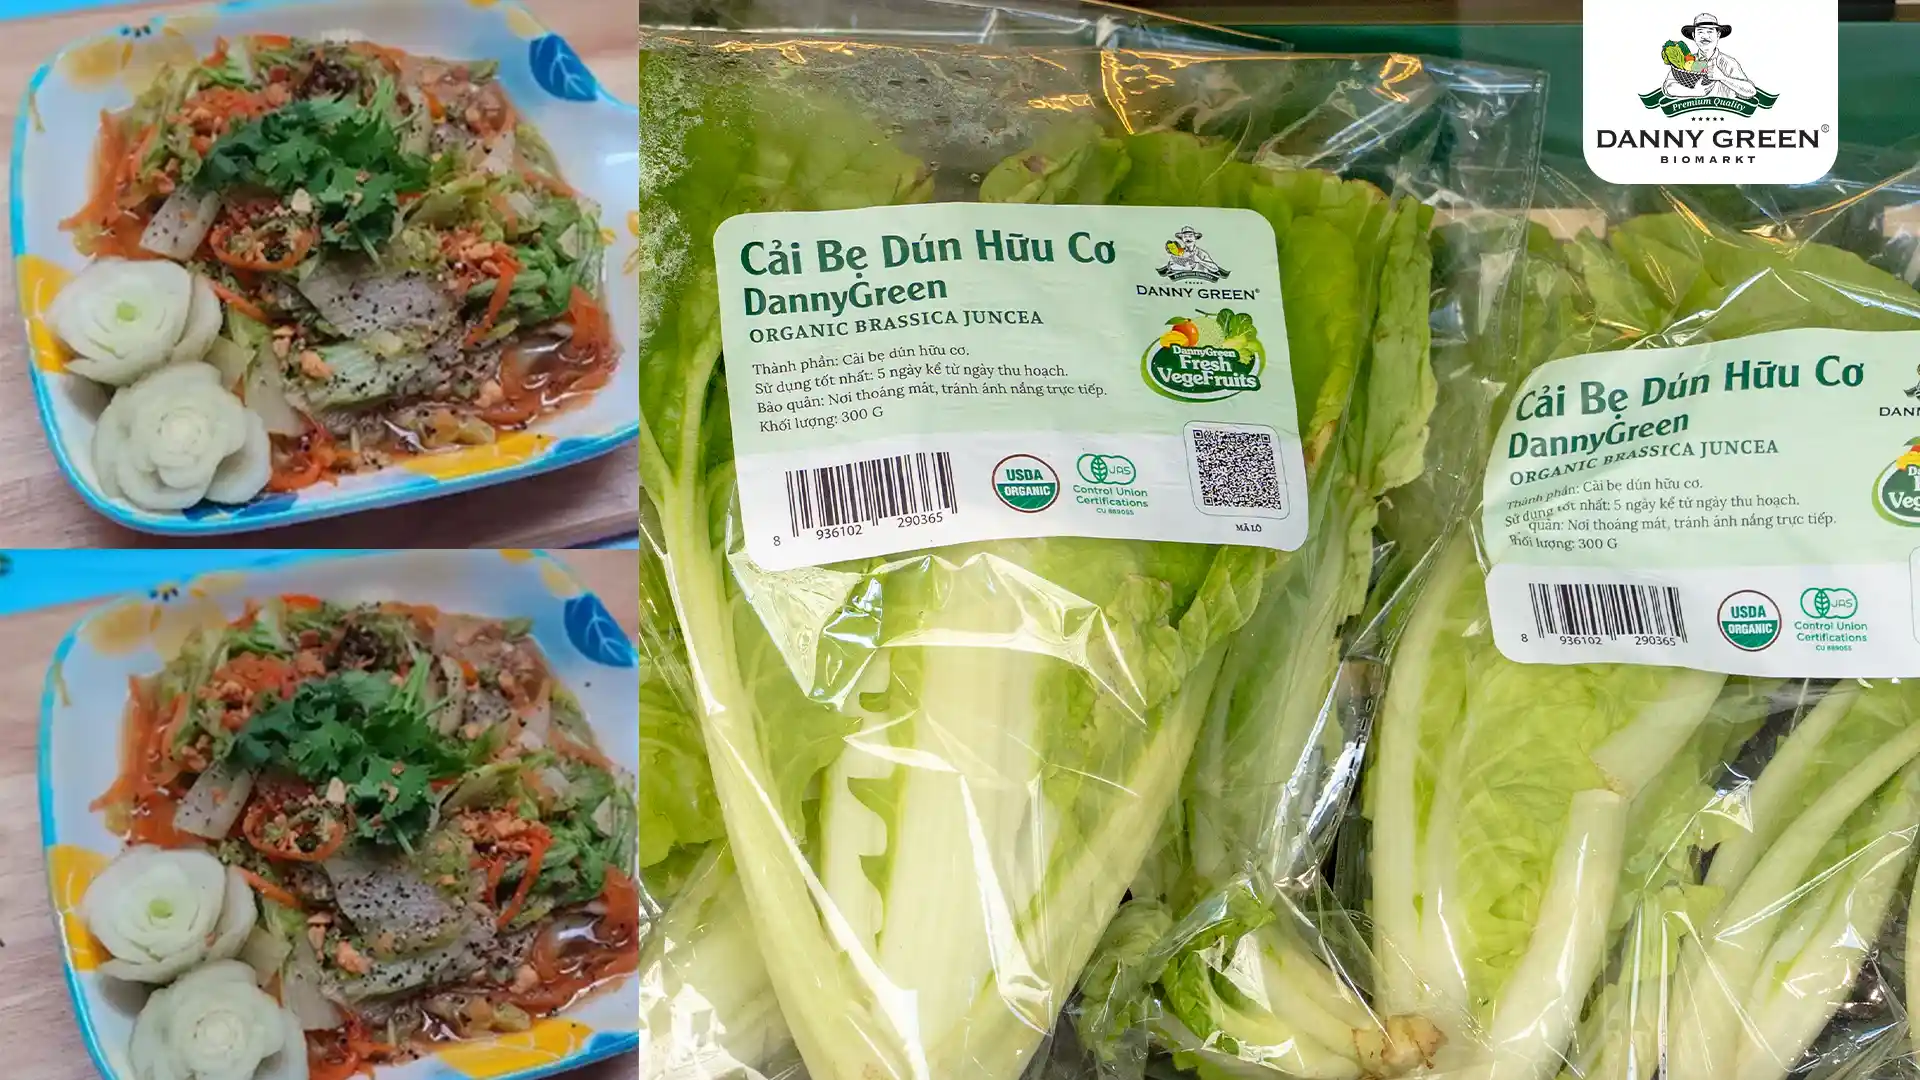 Premium Quality
DANNY GREEN®
BIOMARKT
Cải Bẹ Dún Hữu Cơ
DannyGreen
ORGANIC BRASSICA JUNCEA
Thành phần: Cải bẹ dún hữu cơ.
Sử dụng tốt nhất: 5 ngày kể từ ngày thu hoạch.
Bảo quản: Nơi thoáng mát, tránh ánh nắng trực tiếp.
Khối lượng: 300 G
DANNY GREEN®
DannyGreen
Fresh
VegeFruits
8 936102 290365
USDA
ORGANIC
JAS
Control Union
Certifications
CU 889055
MÃ LÔ
Cải Bẹ Dún Hữu Cơ
DannyGreen
ORGANIC BRASSICA JUNCEA
Thành phần: Cải bẹ dún hữu cơ.
Sử dụng tốt nhất: 5 ngày kể từ ngày thu hoạch.
quản: Nơi thoáng mát, tránh ánh nắng trực tiếp.
Khối lượng: 300 G
8 936102 290365
USDA
ORGANIC
JAS
Control Union
Certifications
CU 889055